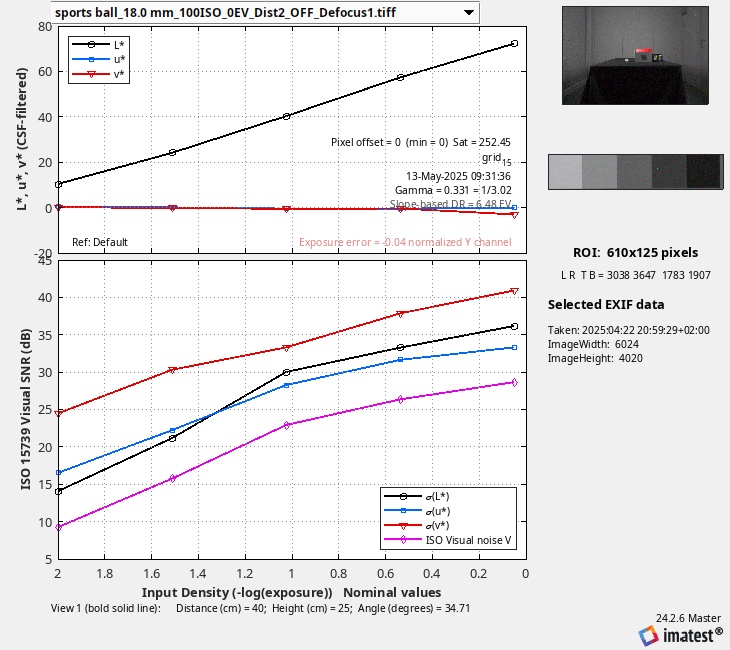 sports ball_18.0 mm_100ISO_0EV_Dist2_OFF_Defocus1.tiff
80
60
40
20
0
-20
L*, u*, v* (CSF-filtered)
L*
u*
v*
Pixel offset = 0 (min = 0) Sat = 252.45
grid15
13-May-2025 09:31:36
Gamma = 0.331 = 1/3.02
Slope-based DR = 6.48 EV
Ref: Default
Exposure error = -0.04 normalized Y channel
45
40
35
30
25
20
15
10
5
ISO 15739 Visual SNR (dB)
σ(L*)
σ(u*)
σ(v*)
ISO Visual noise V
2 1.8 1.6 1.4 1.2 1 0.8 0.6 0.4 0.2 0
Input Density (-log(exposure)) Nominal values
View 1 (bold solid line): Distance (cm) = 40; Height (cm) = 25; Angle (degrees) = 34.71
ROI: 610x125 pixels
L R T B = 3038 3647 1783 1907
Selected EXIF data
Taken: 2025:04:22 20:59:29+02:00
ImageWidth: 6024
ImageHeight: 4020
24.2.6 Master
imatest®